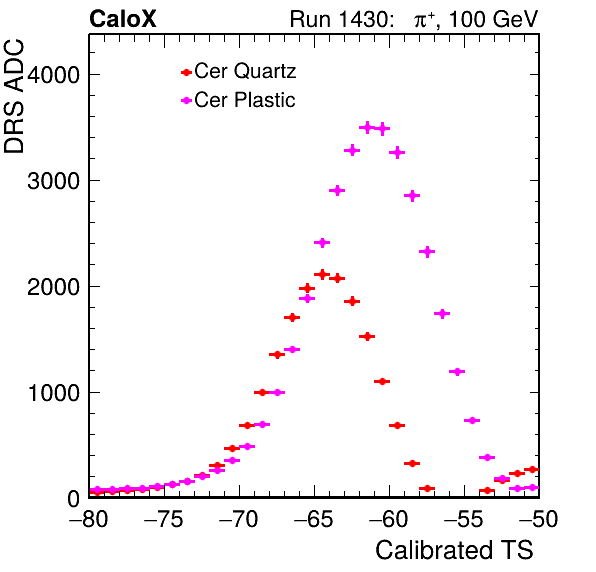 CaloX Run 1430: π⁺, 100 GeV
DRS ADC
Cer Quartz
Cer Plastic
4000
3000
2000
1000
0
−80 −75 −70 −65 −60 −55 −50
Calibrated TS